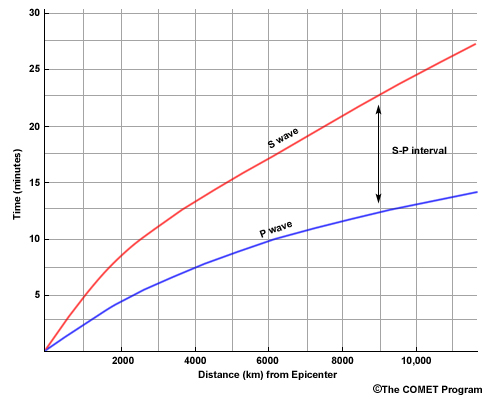 30
25
20
15
10
5
Time (minutes)
S wave
S-P interval
P wave
2000
4000
6000
8000
10,000
Distance (km) from Epicenter
©The COMET Program